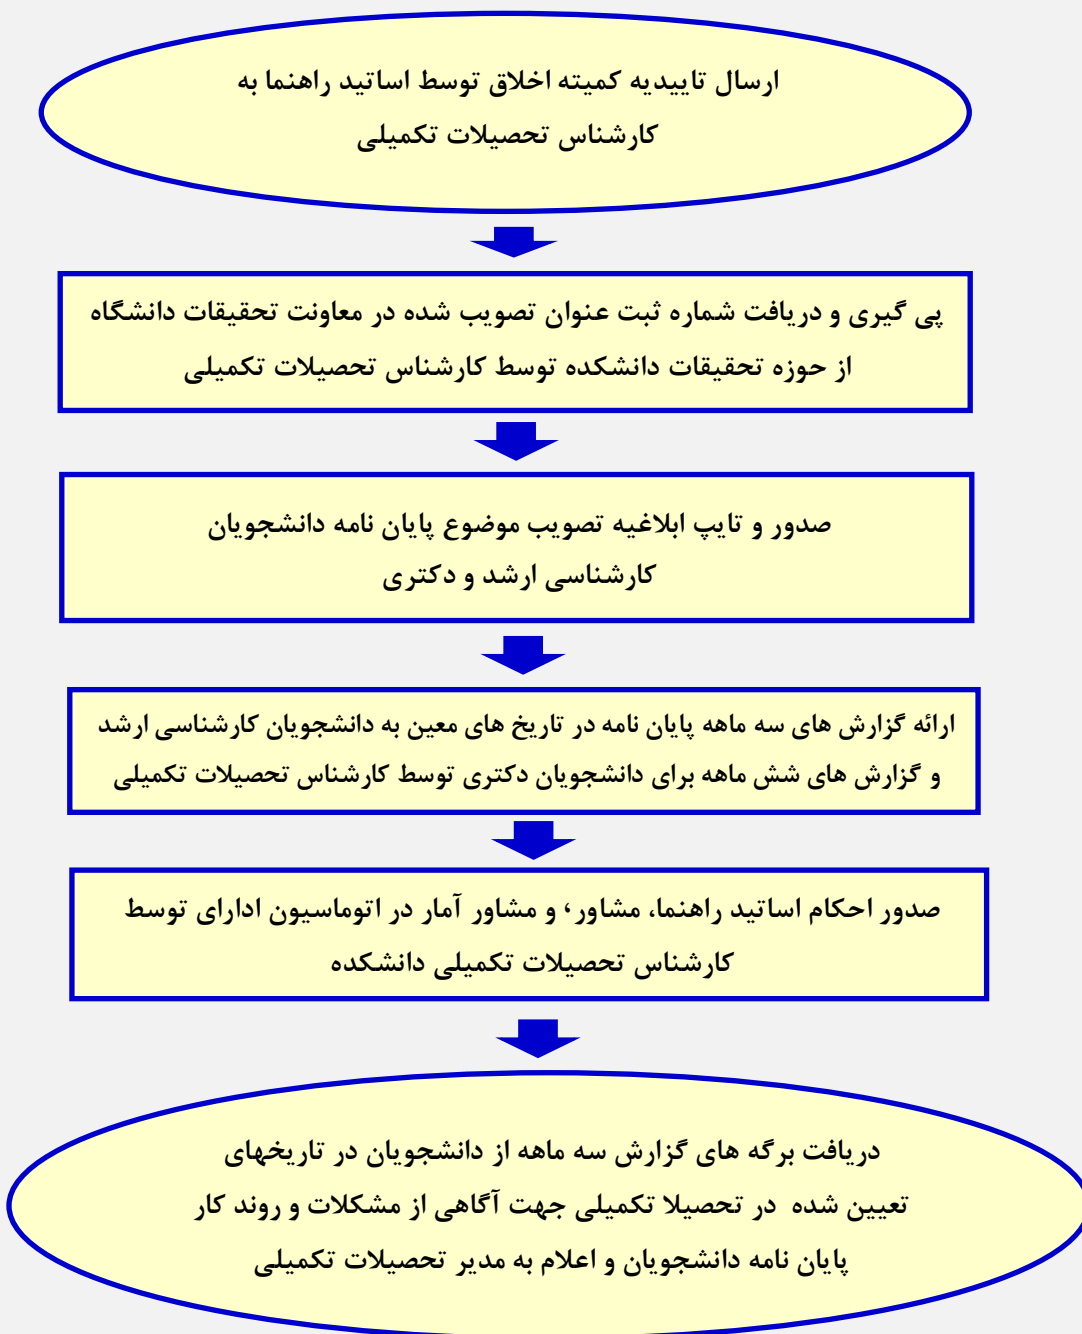 ارسال تاییدیه کمیته اخلاق توسط اساتید راهنما به
کارشناس تحصیلات تکمیلی
پی گیری و دریافت شماره ثبت عنوان تصویب شده در معاونت تحقیقات دانشگاه
از حوزه تحقیقات دانشکده توسط کارشناس تحصیلات تکمیلی
صدور و تایپ ابلاغیه تصویب موضوع پایان نامه دانشجویان
کارشناسی ارشد و دکتری
ارائه گزارش های سه ماهه پایان نامه در تاریخ های معین به دانشجویان کارشناسی ارشد
و گزارش های شش ماهه برای دانشجویان دکتری توسط کارشناس تحصیلات تکمیلی
صدور احکام اساتید راهنما، مشاور، و مشاور آمار در اتوماسیون ادارای توسط
کارشناس تحصیلات تکمیلی دانشکده
دریافت برگه های گزارش سه ماهه از دانشجویان در تاریخهای
تعیین شده در تحصیلا تکمیلی جهت آگاهی از مشکلات و روند کار
پایان نامه دانشجویان و اعلام به مدیر تحصیلات تکمیلی